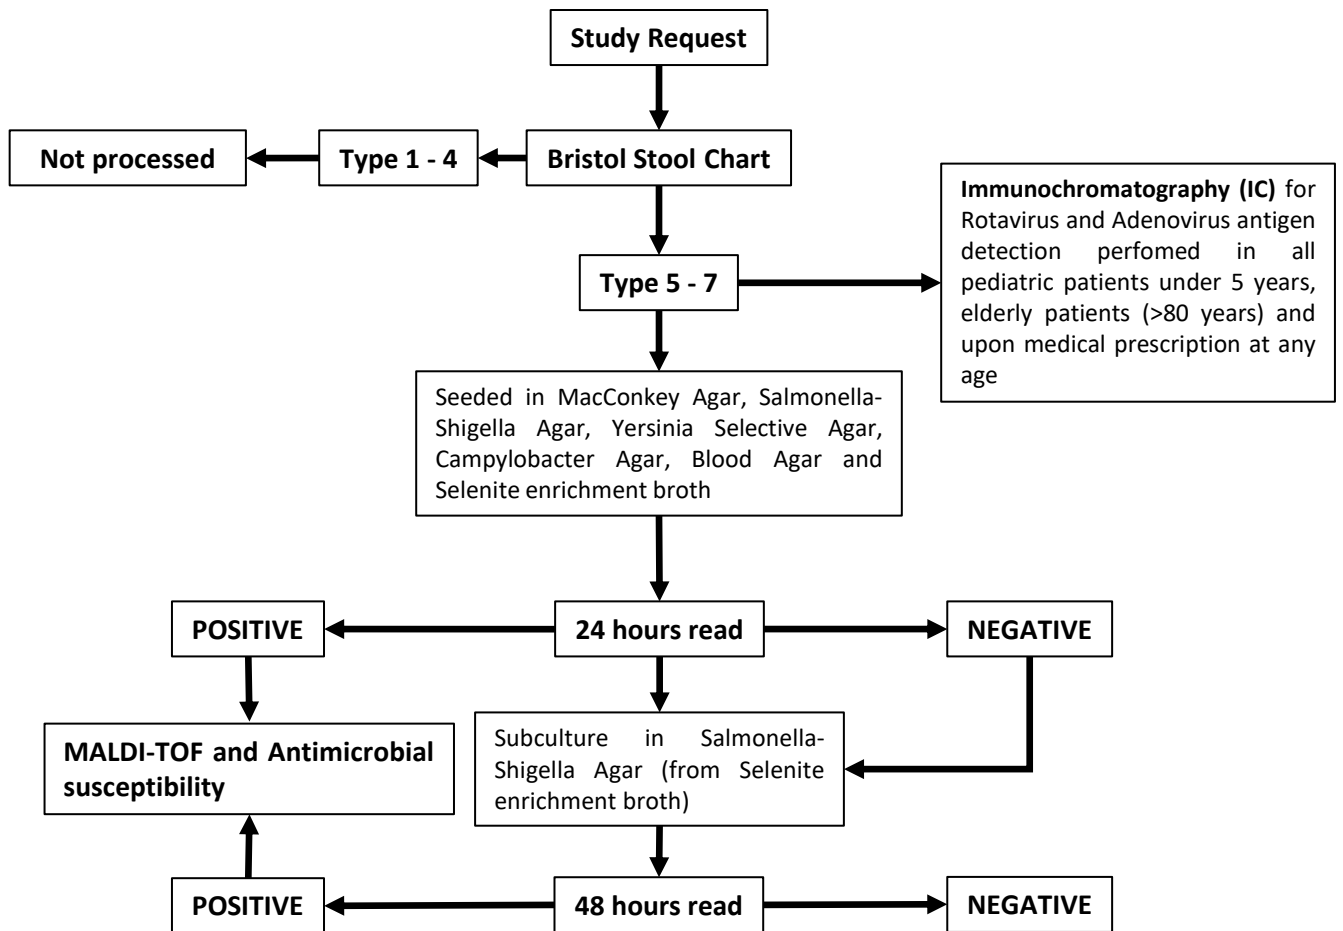 Study Request
Not processed
Type 1 - 4
Bristol Stool Chart
Immunochromatography (IC) for
Rotavirus and Adenovirus antigen
detection perfomed in all
pediatric patients under 5 years,
elderly patients (>80 years) and
upon medical prescription at any
age
Type 5 - 7
Seeded in MacConkey Agar, Salmonella-
Shigella Agar, Yersinia Selective Agar,
Campylobacter Agar, Blood Agar and
Selenite enrichment broth
POSITIVE
24 hours read
NEGATIVE
MALDI-TOF and Antimicrobial
susceptibility
Subculture in Salmonella-
Shigella Agar (from Selenite
enrichment broth)
POSITIVE
48 hours read
NEGATIVE